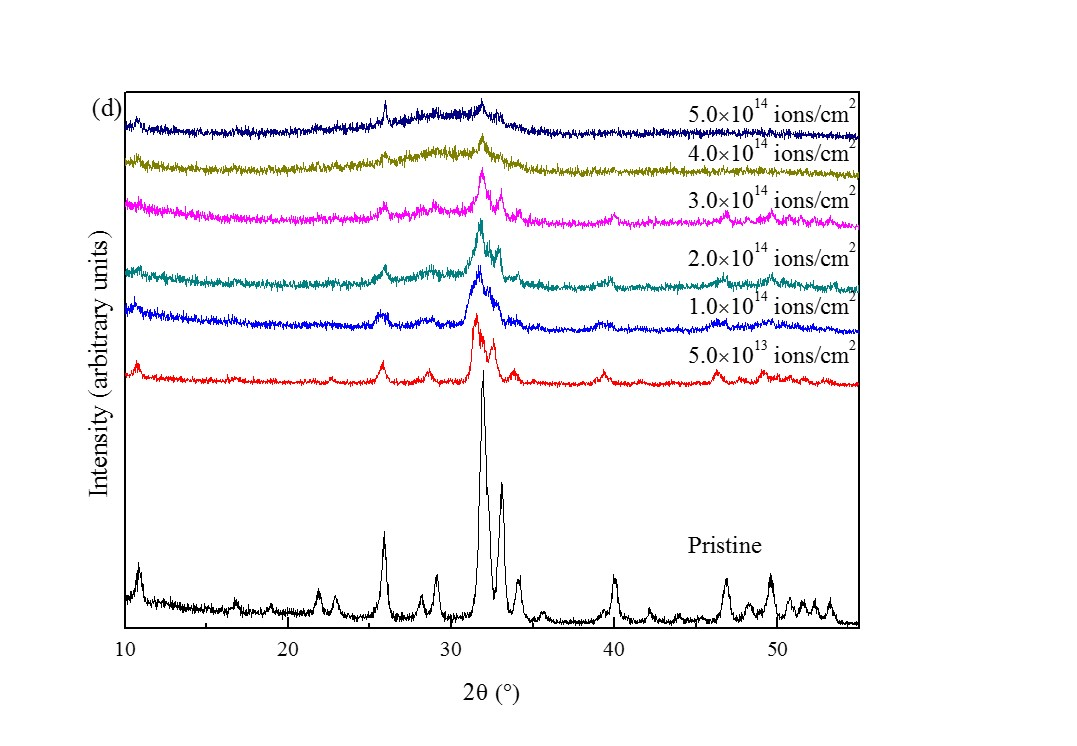 (d)
5.0×10¹⁴ ions/cm²
4.0×10¹⁴ ions/cm²
3.0×10¹⁴ ions/cm²
2.0×10¹⁴ ions/cm²
1.0×10¹⁴ ions/cm²
5.0×10¹³ ions/cm²
Pristine
Intensity (arbitrary units)
10 20 30 40 50
2θ (°)